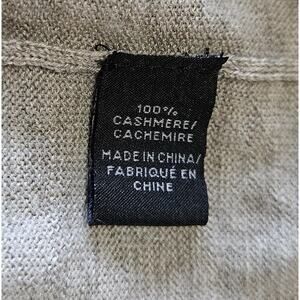 100%
CASHMERE/
CACHEMIRE
MADE IN CHINA/
FABRIQUÉ EN
CHINE